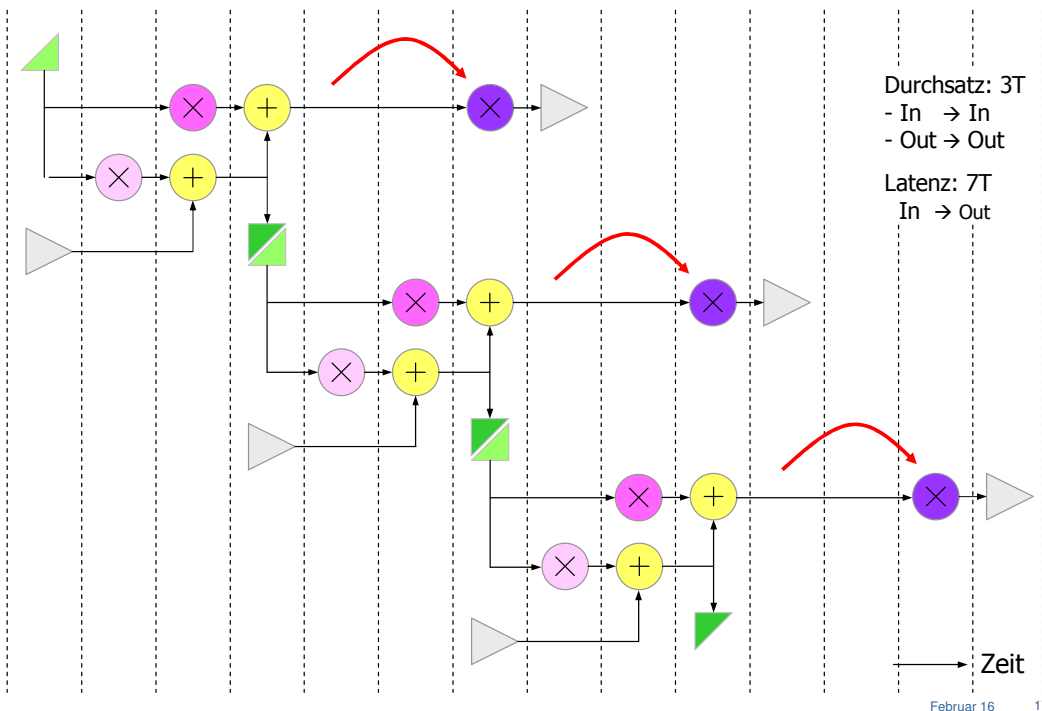 Durchsatz: 3T
- In → In
- Out → Out
Latenz: 7T
In → Out
Zeit
Februar 16 1